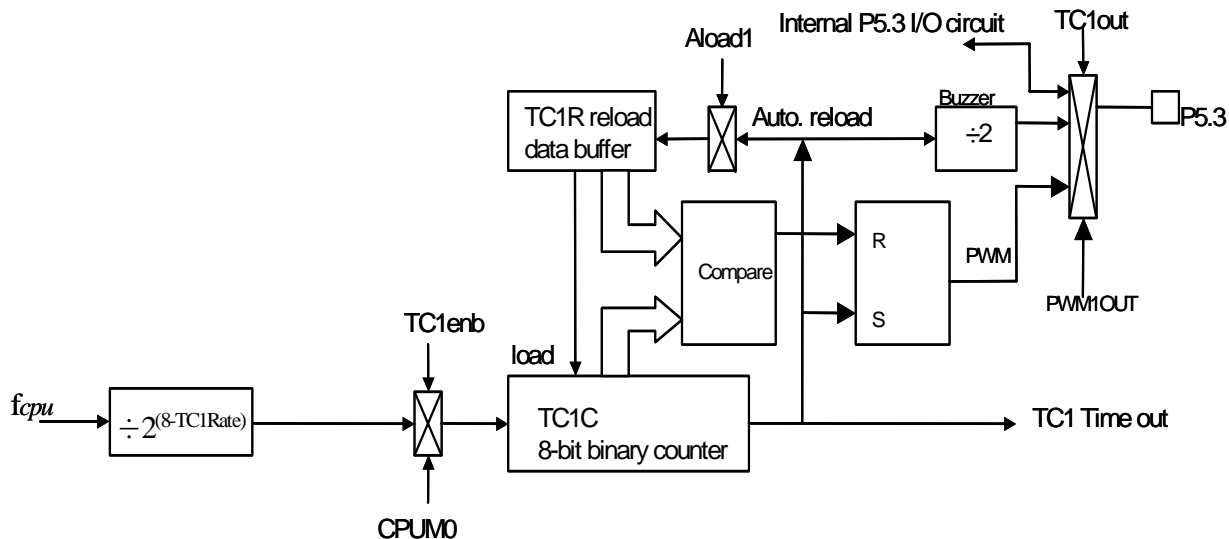 Internal P5.3 I/O circuit
TC1out
Aload1
Buzzer
TC1R reload
data buffer
Auto. reload
÷2
P5.3
R
Compare
PWM
S
PWM1OUT
TC1enb
load
fcpu
÷2(8-TC1Rate)
TC1C
8-bit binary counter
TC1 Time out
CPUM0